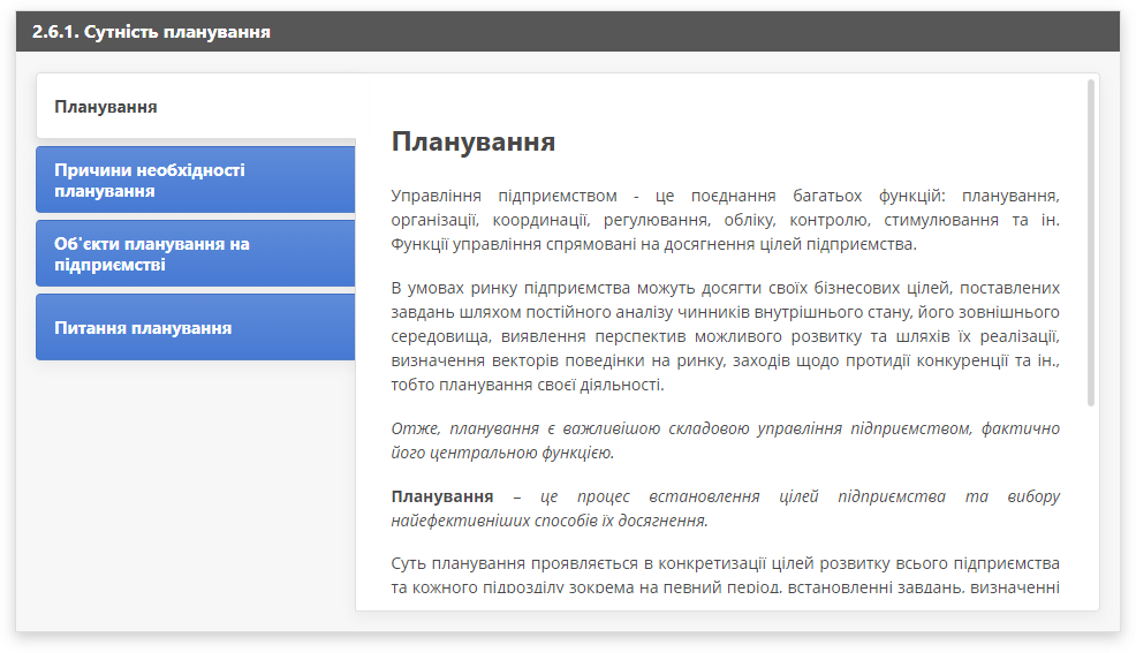 2.6.1. Сутність планування
Планування
Причини необхідності
планування
Об'єкти планування на
підприємстві
Питання планування
Планування
Управління підприємством - це поєднання багатьох функцій: планування,
організації, координації, регулювання, обліку, контролю, стимулювання та ін.
Функції управління спрямовані на досягнення цілей підприємства.
В умовах ринку підприємства можуть досягти своїх бізнесових цілей, поставлених
завдань шляхом постійного аналізу чинників внутрішнього стану, його зовнішнього
середовища, виявлення перспектив можливого розвитку та шляхів їх реалізації,
визначення векторів поведінки на ринку, заходів щодо протидії конкуренції та ін.,
тобто планування своєї діяльності.
Отже, планування є важливішою складовою управління підприємством, фактично
його центральною функцією.
Планування – це процес встановлення цілей підприємства та вибору
найефективніших способів їх досягнення.
Суть планування проявляється в конкретизації цілей розвитку всього підприємства
та кожного підрозділу зокрема на певний період, встановленні завдань, визначенні